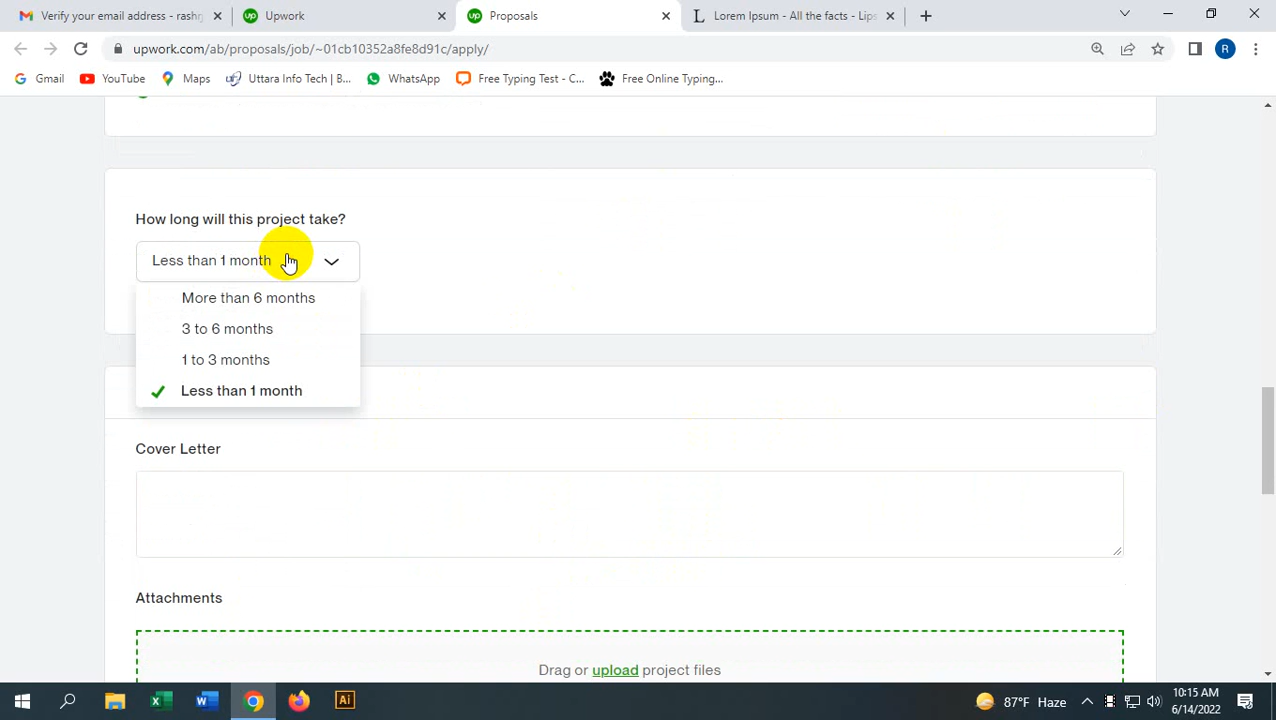 Verify your email address - rashr
Upwork
Proposals
Lorem Ipsum - All the facts - Lips
upwork.com/ab/proposals/job/~01cb10352a8fe8d91c/apply/
R
Gmail
YouTube
Maps
Uttara Info Tech | B...
WhatsApp
Free Typing Test - C...
Free Online Typing...
How long will this project take?
Less than 1 month
More than 6 months
3 to 6 months
1 to 3 months
Less than 1 month
Cover Letter
Attachments
Drag or upload project files
87°F Haze
10:15 AM
6/14/2022